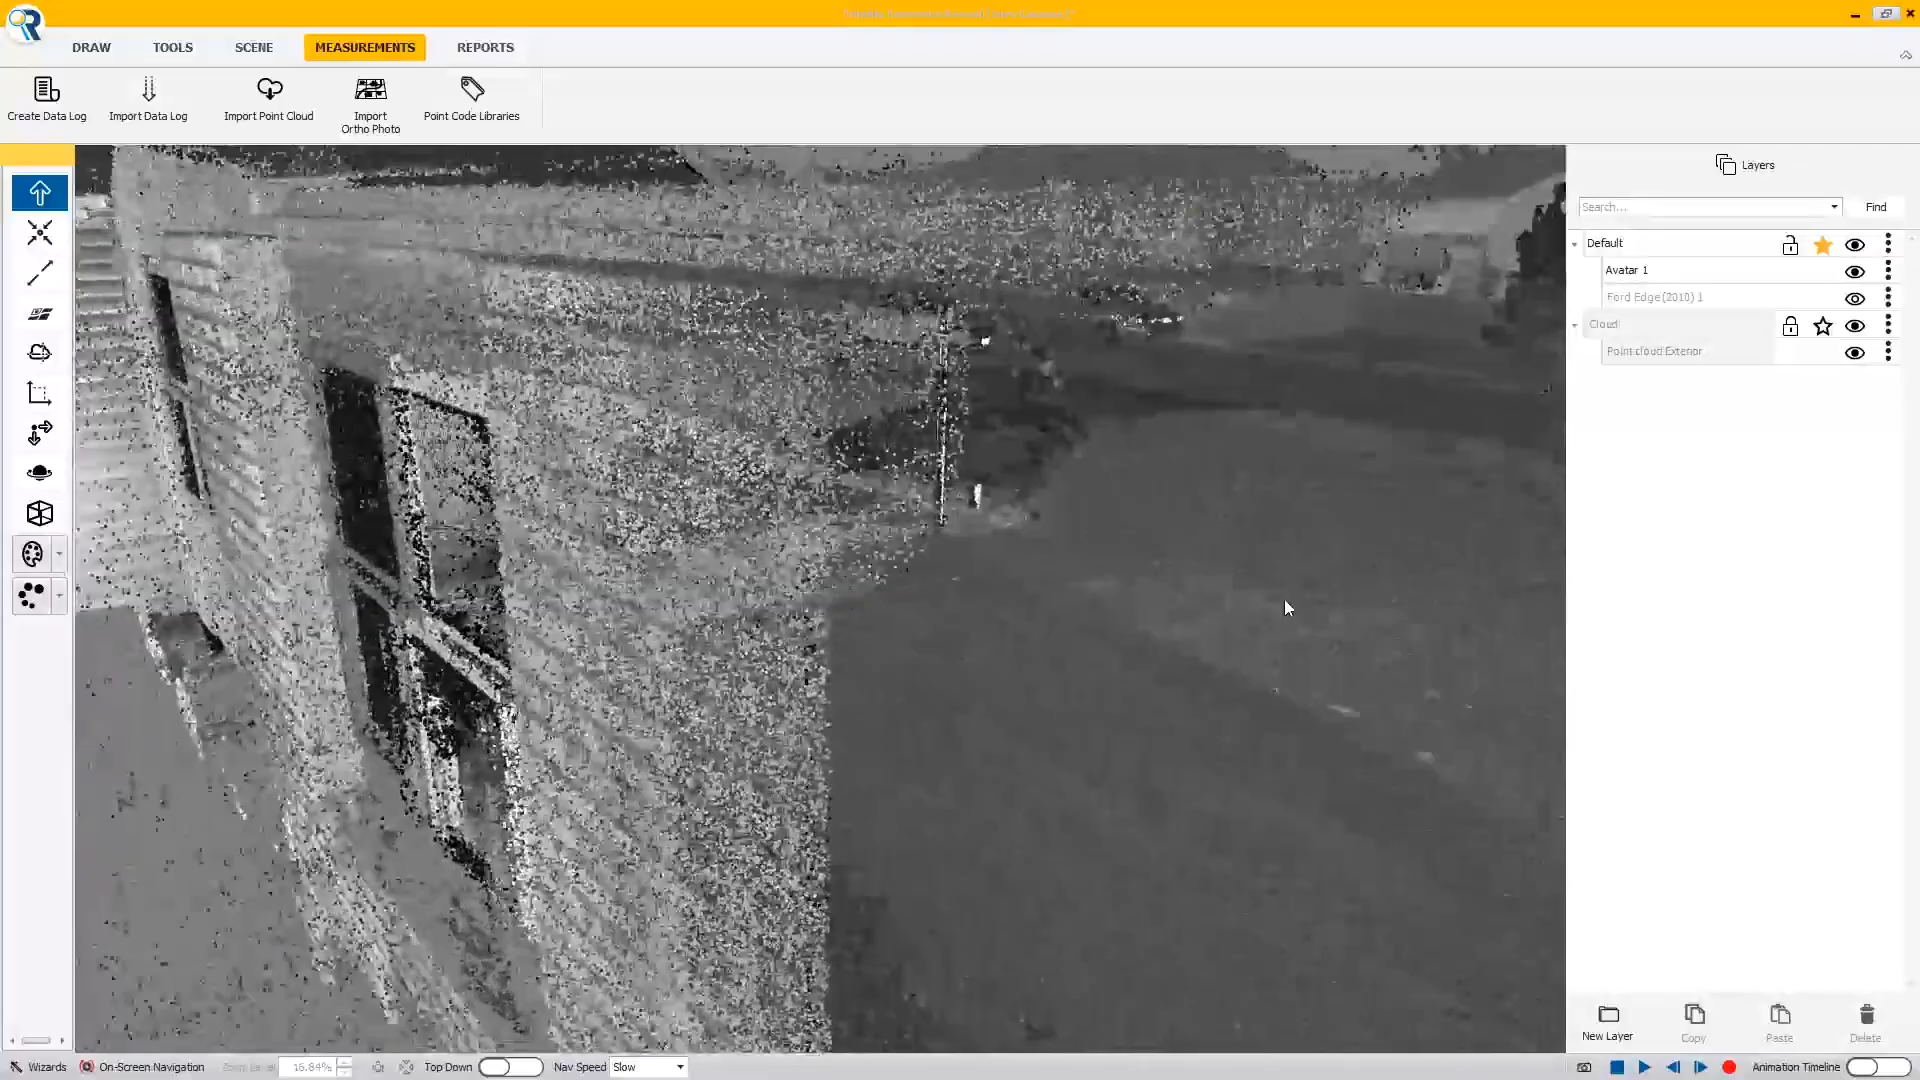 DRAW
TOOLS
SCENE
MEASUREMENTS
REPORTS
Create Data Log
Import Data Log
Import Point Cloud
Import
Ortho Photo
Point Code Libraries
Layers
Search...
Find
Default
Avatar 1
Ford Edge (2010) 1
Cloud
Point cloud Exterior
New Layer
Copy
Paste
Delete
Wizards
On-Screen Navigation
Zoom Level
16.84%
Top Down
Nav Speed
Slow
Animation Timeline